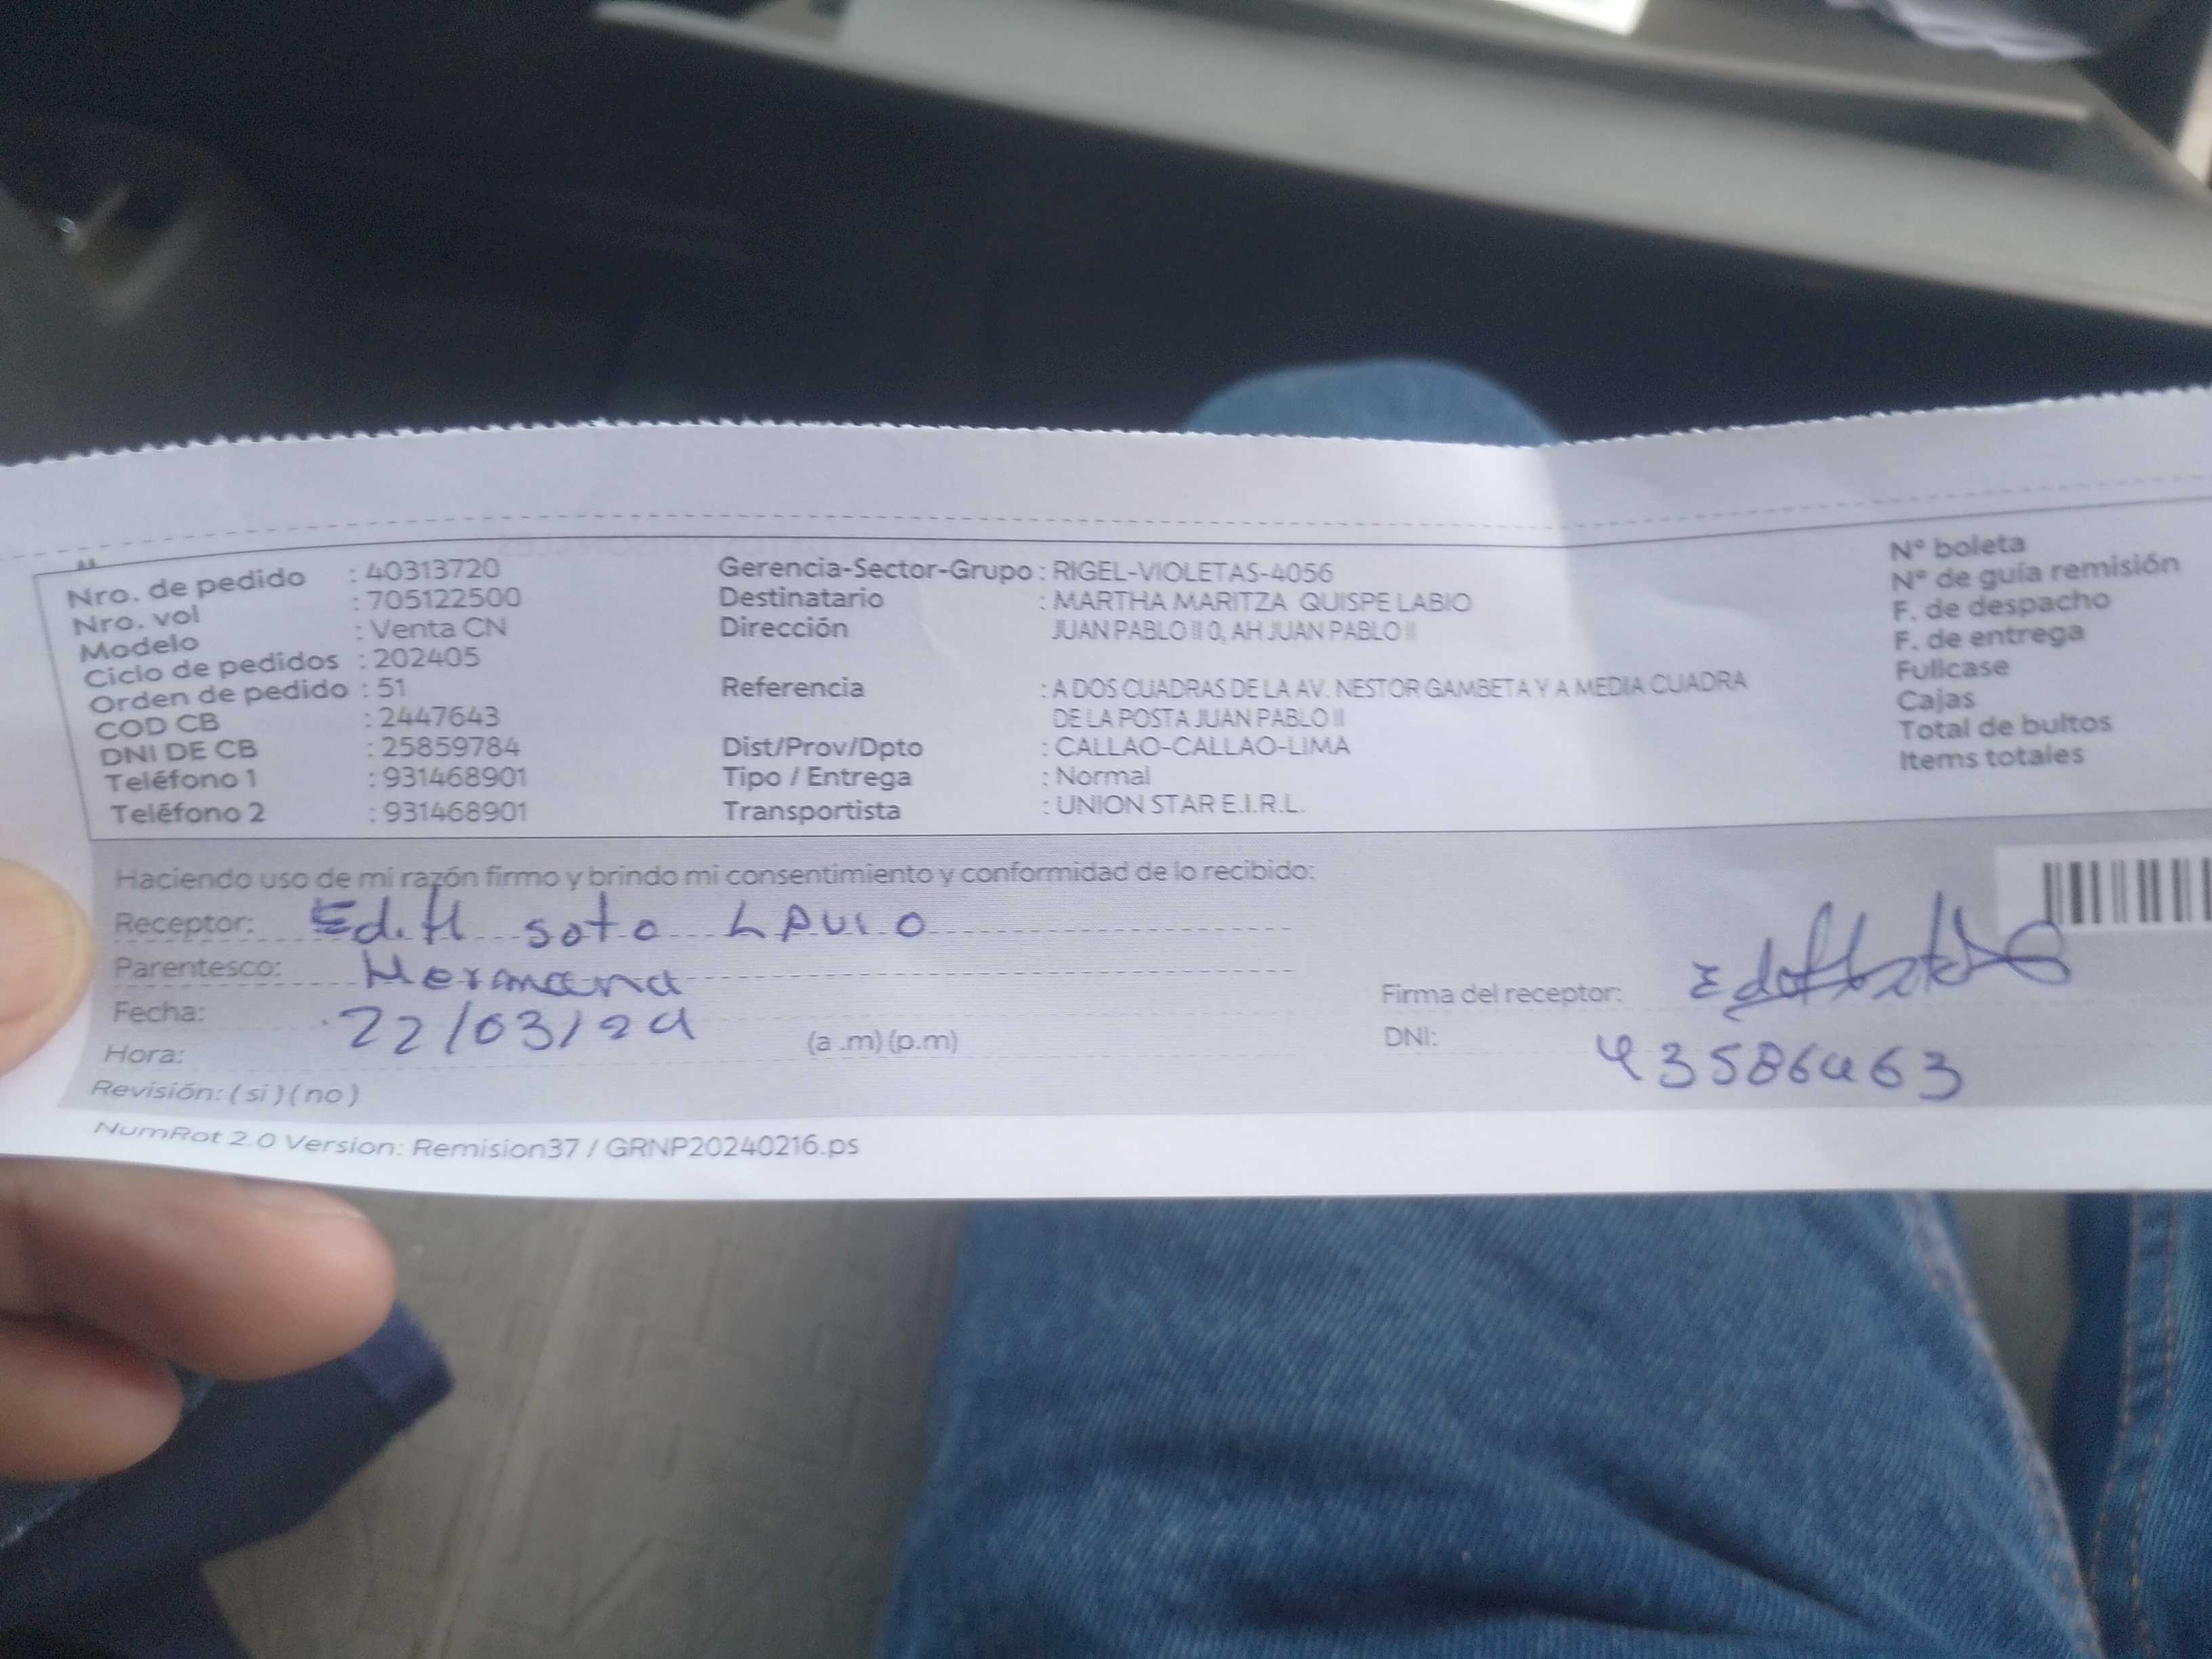 Nro. de pedido : 40313720
Nro. vol : 705122500
Modelo : Venta CN
Ciclo de pedidos : 202405
Orden de pedido : 51
COD CB : 2447643
DNI DE CB : 25859784
Teléfono 1 : 931468901
Teléfono 2 : 931468901
Gerencia-Sector-Grupo : RIGEL-VIOLETAS-4056
Destinatario : MARTHA MARITZA QUISPE LABIO
Dirección JUAN PABLO II 0, AH JUAN PABLO II
Referencia : A DOS CUADRAS DE LA AV. NESTOR GAMBETA Y A MEDIA CUADRA
DE LA POSTA JUAN PABLO II
Dist/Prov/Dpto : CALLAO-CALLAO-LIMA
Tipo / Entrega : Normal
Transportista : UNION STAR E.I.R.L.
N° boleta
N° de guía remisión
F. de despacho
F. de entrega
Fullcase
Cajas
Total de bultos
Items totales
Haciendo uso de mi razón firmo y brindo mi consentimiento y conformidad de lo recibido:
Receptor: Edith soto
Parentesco: Hermana
Fecha: 22/03/24
Hora: (a .m) (p.m)
Revisión: ( si ) ( no )
Firma del receptor:
DNI: 43586463
NumRot 2.0 Version: Remision37 / GRNP20240216.ps